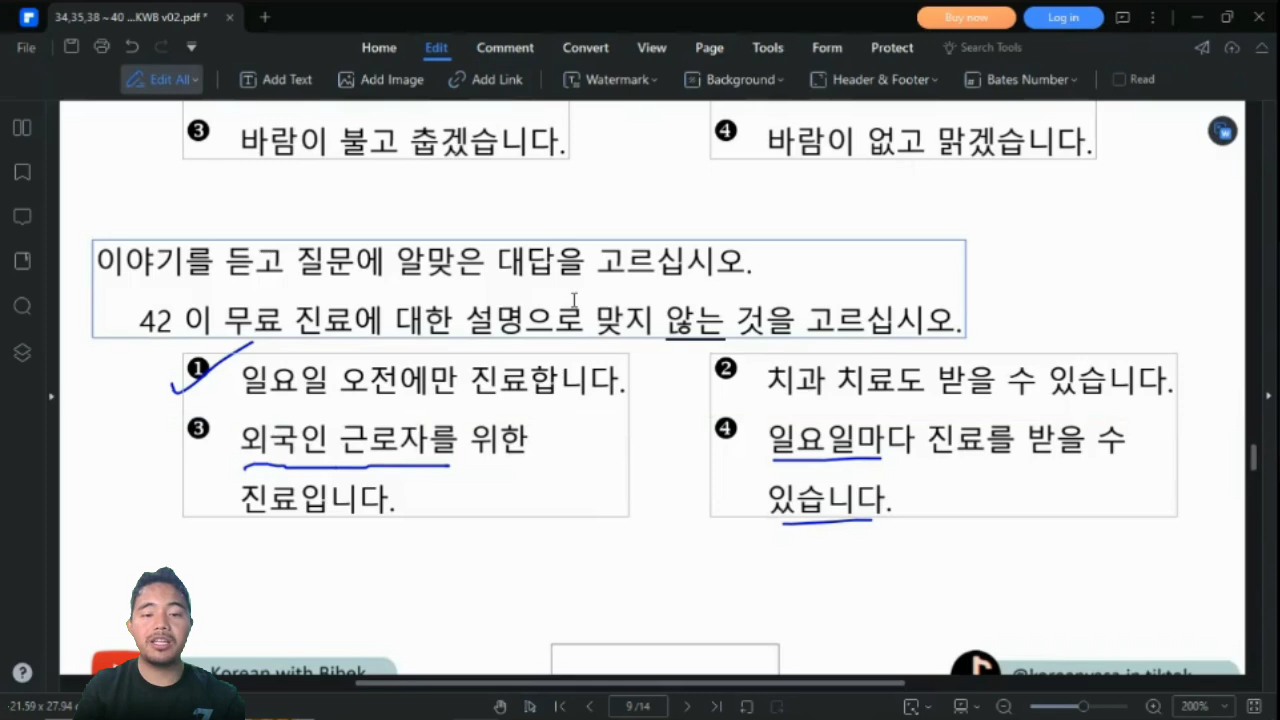 34,35,38 ~ 40 ...KWB v02.pdf *
Buy now
Log in
File
Home
Edit
Comment
Convert
View
Page
Tools
Form
Protect
Search Tools
Edit All
Add Text
Add Image
Add Link
Watermark
Background
Header & Footer
Bates Number
Read
❸ 바람이 불고 춥겠습니다.
❹ 바람이 없고 맑겠습니다.
이야기를 듣고 질문에 알맞은 대답을 고르십시오.
42 이 무료 진료에 대한 설명으로 맞지 않는 것을 고르십시오.
❶ 일요일 오전에만 진료합니다.
❷ 치과 치료도 받을 수 있습니다.
❸ 외국인 근로자를 위한
진료입니다.
❹ 일요일마다 진료를 받을 수
있습니다.
Korean with Bibek
21.59 x 27.94
9 /14
200%